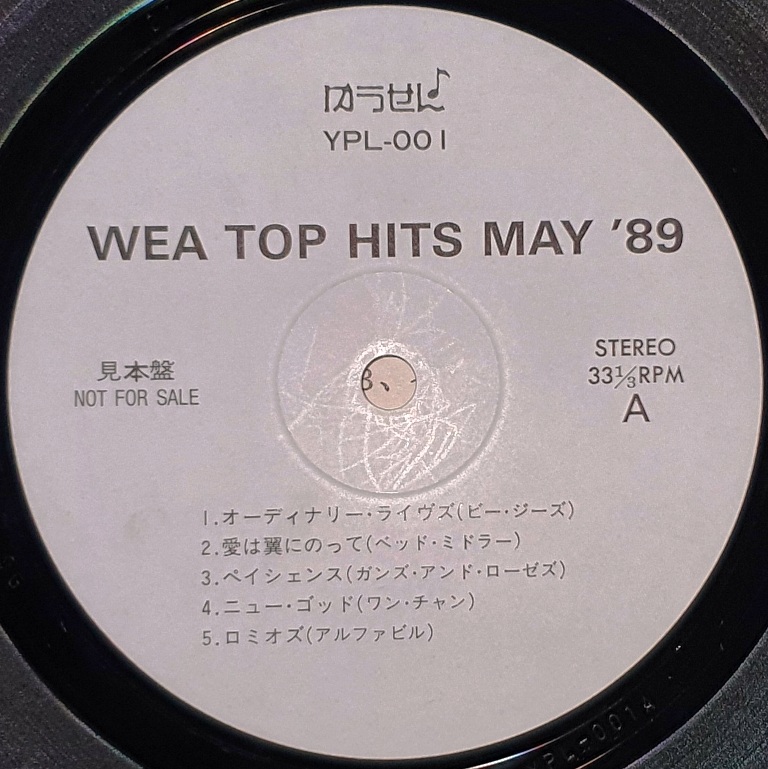 ゆうせん
YPL-001
WEA TOP HITS MAY '89
見本盤
NOT FOR SALE
STEREO
33⅓RPM
A
1.オーディナリー・ライヴズ(ビー・ジーズ)
2.愛は翼にのって(ベッド・ミドラー)
3.ペイシェンス(ガンズ・アンド・ローゼズ)
4.ニュー・ゴッド(ワン・チャン)
5.ロミオズ(アルファビル)
YPL-001A